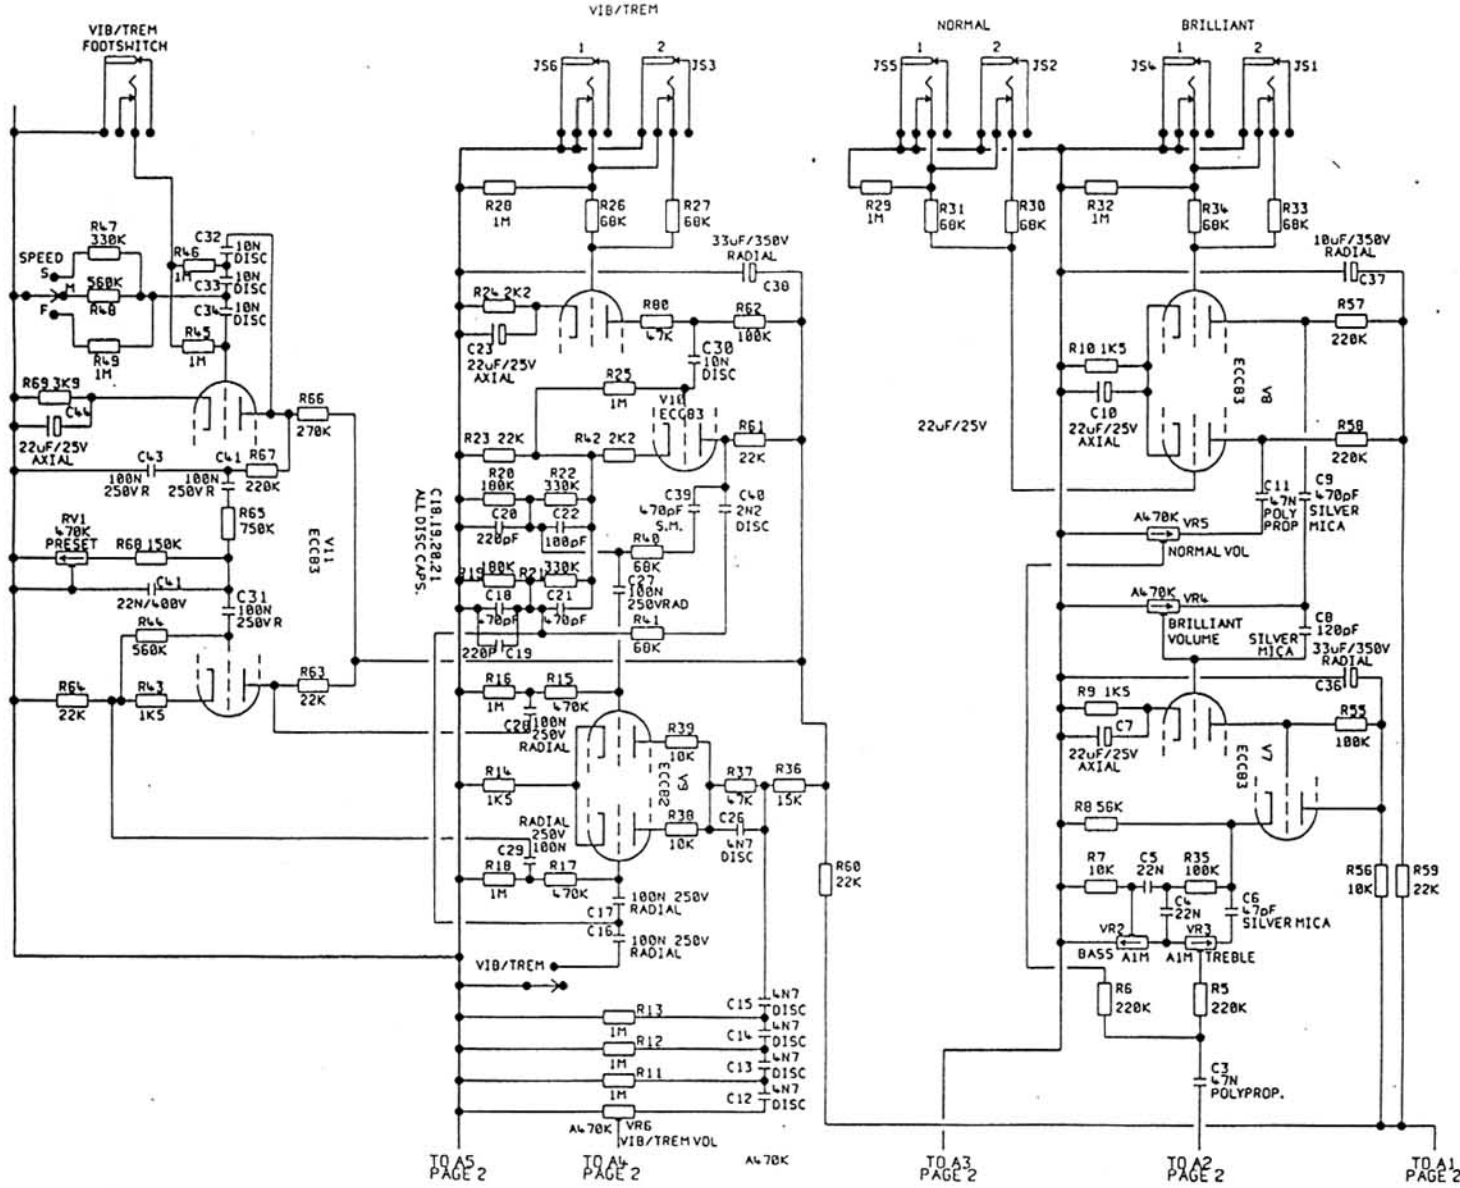 VIB/TREM
FOOTSWITCH
VIB/TREM
1
2
JS6
JS3
NORMAL
1
2
JS5
JS2
BRILLIANT
1
2
JS4
JS1
R47
330K
SPEED
S
M
F
560K
R48
R49
1M
R46
1M
R45
1M
C32
10N
DISC
10N
DISC
C33
C34
10N
DISC
R69 3K9
C44
22uF/25V
AXIAL
R66
270K
C43
100N
250V R
C41
100N
250V R
R67
220K
R65
750K
RV1
470K
PRESET
R68 150K
C41
22N/400V
V11
ECC83
C31
100N
250V R
R44
560K
R64
22K
R43
1K5
R63
22K
R28
1M
R26
68K
R27
68K
33uF/350V
RADIAL
C38
R24 2K2
C23
22uF/25V
AXIAL
R80
47K
R62
100K
C30
10N
DISC
R25
1M
V10
ECC83
R61
22K
R23 22K
R42 2K2
R20
180K
R22
330K
C20
220pF
C22
100pF
C39
470pF
S.M.
C40
2N2
DISC
R40
68K
C18,19,20,21
ALL DISC CAPS.
R19
180K
R21
330K
C27
100N
250VRAD
C18
470pF
C21
470pF
220P
C19
R41
68K
R16
1M
R15
470K
C28
100N
250V
RADIAL
R39
10K
ECC82
V9
R14
1K5
R37
47K
R36
15K
RADIAL
250V
100N
C29
R38
10K
C26
4N7
DISC
R18
1M
R17
470K
C17
100N 250V
RADIAL
C16
100N 250V
RADIAL
VIB/TREM
R60
22K
R13
1M
R12
1M
R11
1M
C15
4N7
DISC
C14
4N7
DISC
C13
4N7
DISC
C12
4N7
DISC
A470K
VR6
VIB/TREM VOL
A470K
R29
1M
R31
68K
R30
68K
22uF/25V
R32
1M
R34
68K
R33
68K
10uF/350V
RADIAL
C37
R57
220K
R10 1K5
C10
22uF/25V
AXIAL
ECC83
V8
R58
220K
C11
47N
POLY
PROP
C9
470pF
SILVER
MICA
A470K
VR5
NORMAL VOL
A470K
VR4
BRILLIANT
VOLUME
C8
120pF
SILVER
MICA
33uF/350V
RADIAL
C36
R9 1K5
C7
22uF/25V
AXIAL
ECC83
V7
R55
100K
R8 56K
R7
10K
C5
22N
R35
100K
C4
22N
C6
47pF
SILVER MICA
VR2
BASS
A1M
VR3
A1M
TREBLE
R56
10K
R59
22K
R6
220K
R5
220K
C3
47N
POLYPROP.
TO A5
PAGE 2
TO A4
PAGE 2
TO A3
PAGE 2
TO A2
PAGE 2
TO A1
PAGE 2